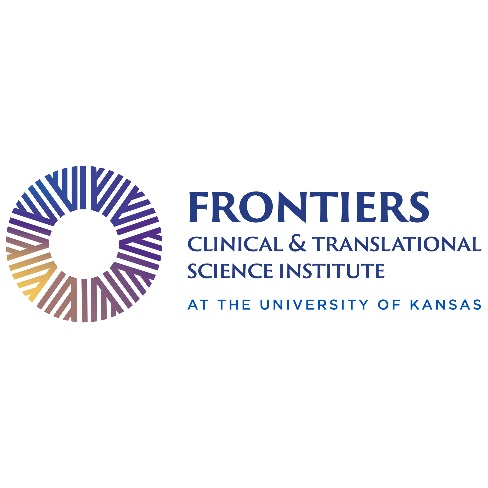 FRONTIERS
CLINICAL & TRANSLATIONAL
SCIENCE INSTITUTE
AT THE UNIVERSITY OF KANSAS